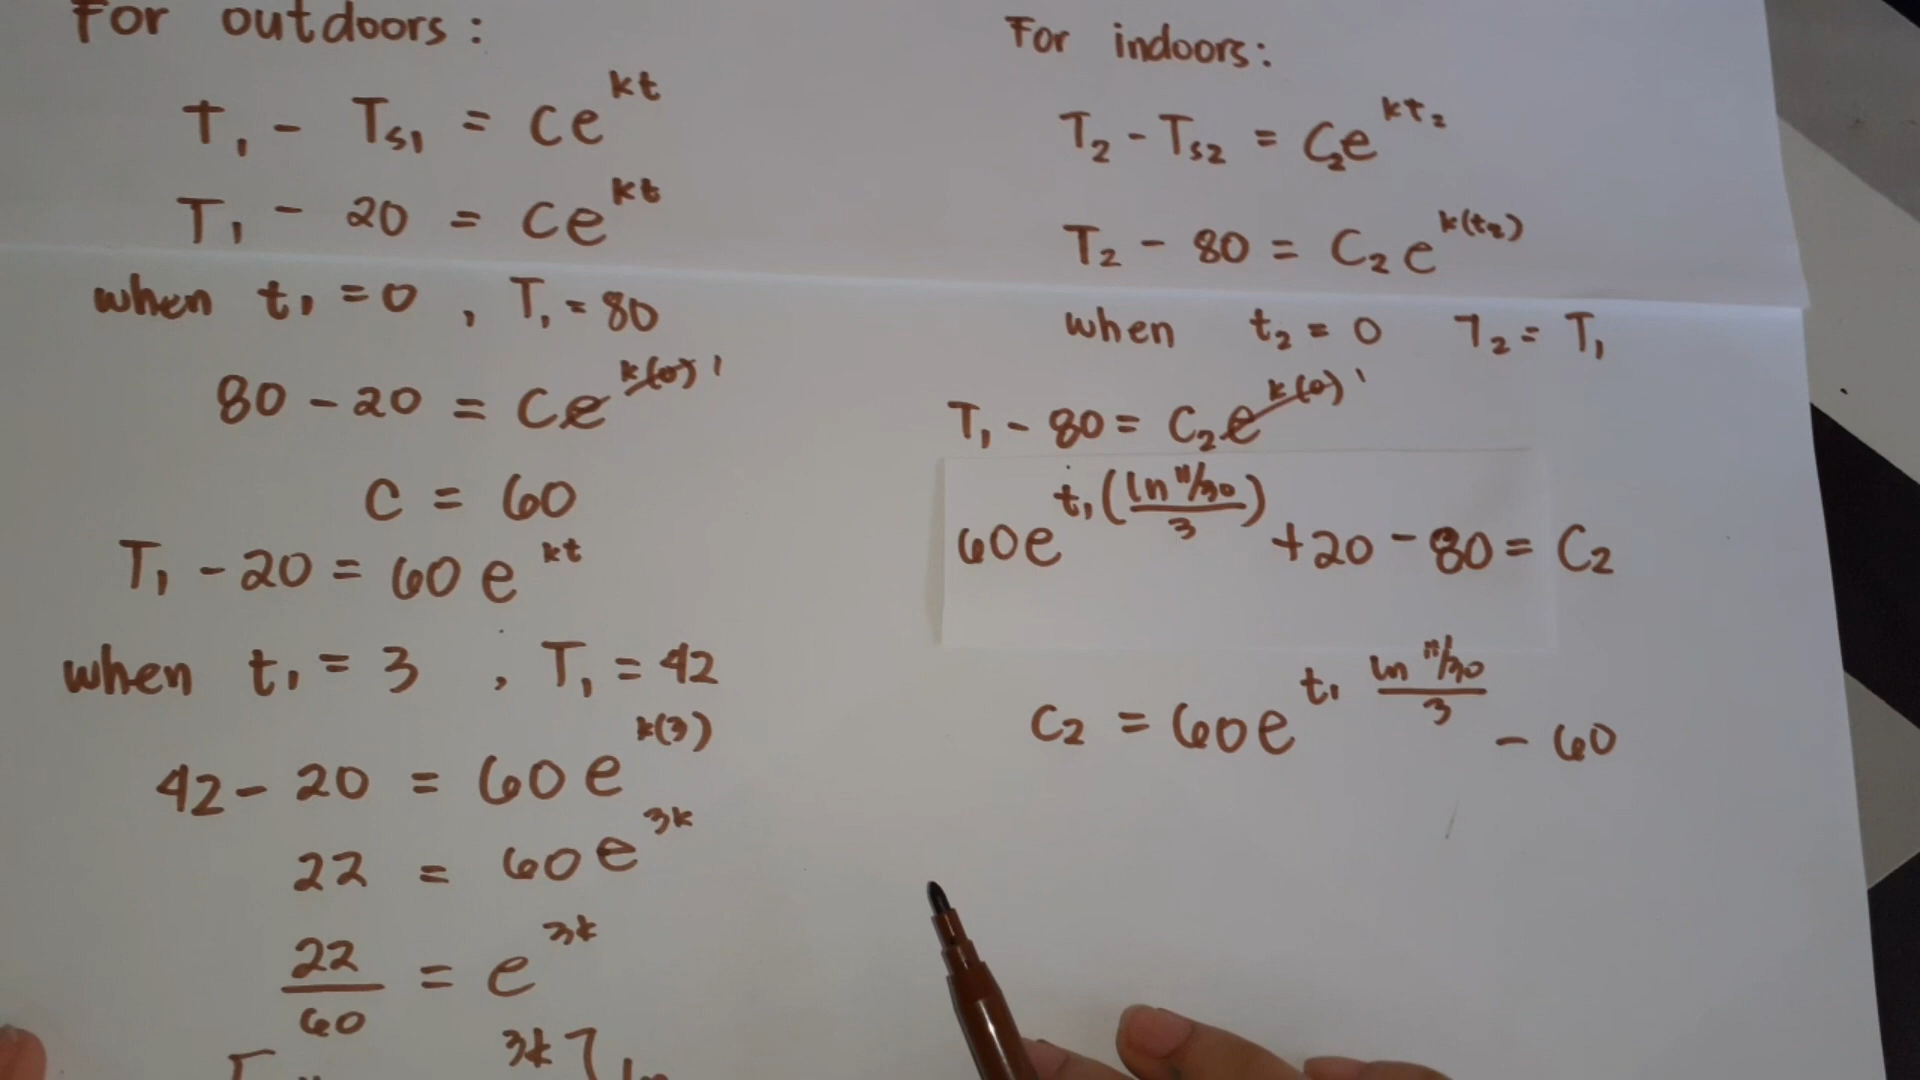 For outdoors:
T₁ - Tₛ₁ = Ce^kt
T₁ - 20 = Ce^kt
when t₁ = 0 , T₁ = 80
80 - 20 = Ce^k(0) 1
C = 60
T₁ - 20 = 60 e^kt
when t₁ = 3 , T₁ = 42
42 - 20 = 60 e^k(3)
22 = 60 e^3k
22/60 = e^3k
3k
For indoors:
T₂ - Tₛ₂ = C₂e^kt₂
T₂ - 80 = C₂ e^k(t₂)
when t₂ = 0 T₂ = T₁
T₁ - 80 = C₂e^k(0) 1
60e^t₁(ln 11/30 / 3) + 20 - 80 = C₂
C₂ = 60e^t₁ ln 11/30 / 3 - 60